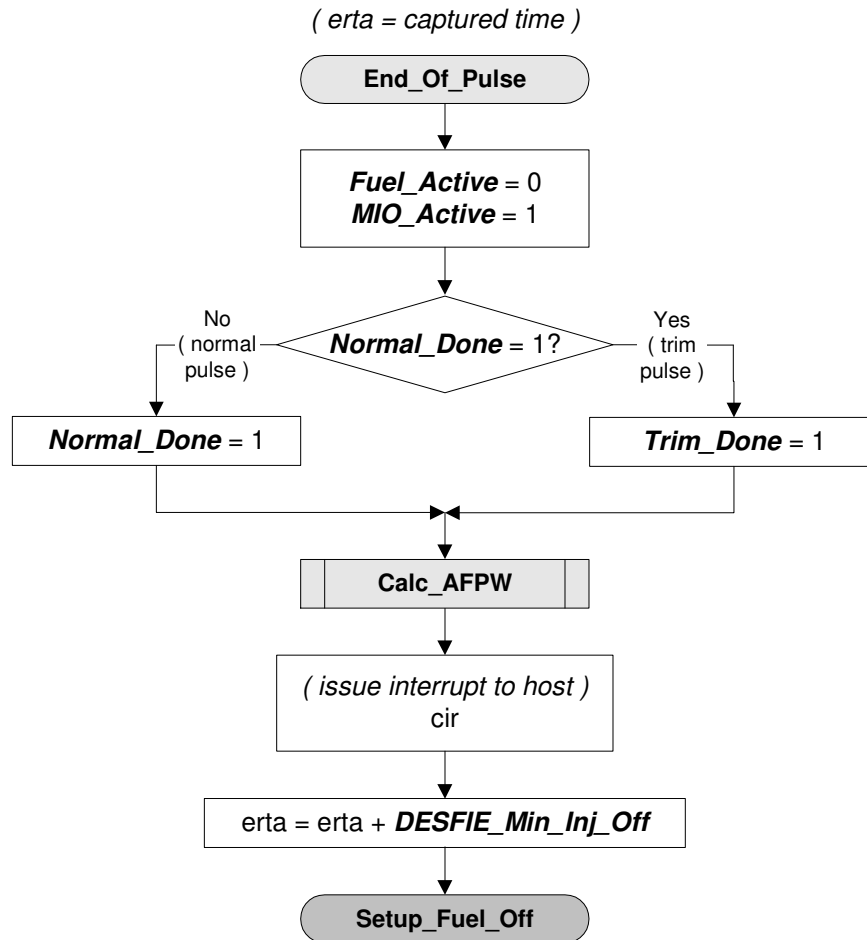 ( erta = captured time )
End_Of_Pulse
Fuel_Active = 0
MIO_Active = 1
No
( normal
pulse )
Normal_Done = 1?
Yes
( trim
pulse )
Normal_Done = 1
Trim_Done = 1
Calc_AFPW
( issue interrupt to host )
cir
erta = erta + DESFIE_Min_Inj_Off
Setup_Fuel_Off